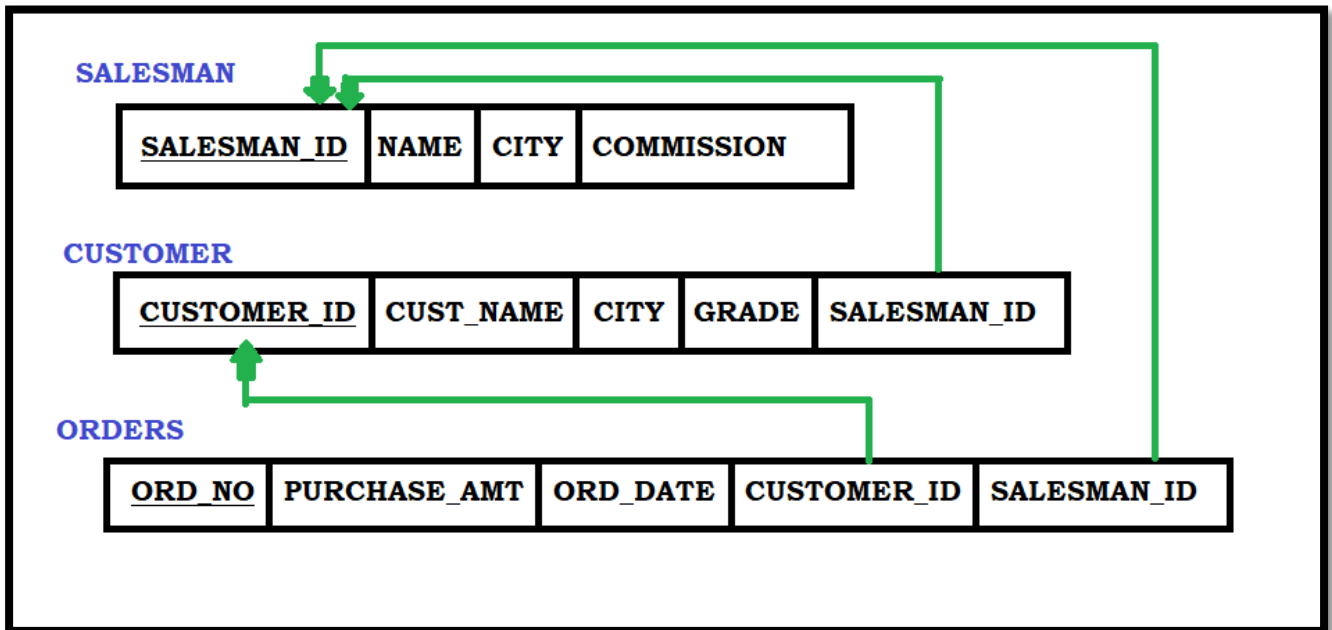 SALESMAN
SALESMAN_ID NAME CITY COMMISSION
CUSTOMER
CUSTOMER_ID CUST_NAME CITY GRADE SALESMAN_ID
ORDERS
ORD_NO PURCHASE_AMT ORD_DATE CUSTOMER_ID SALESMAN_ID